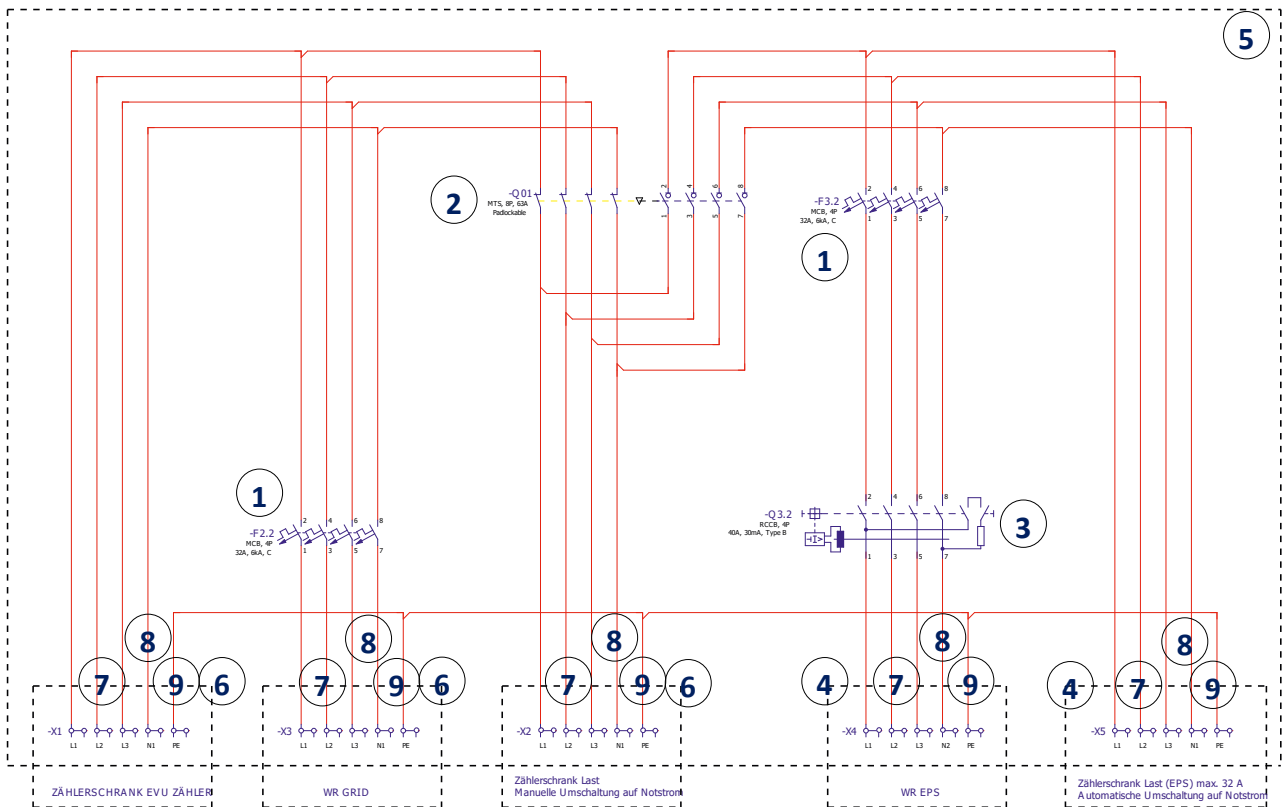 5
2
-Q01
MTS, 8P, 63A
Padlockable
2 4 6 8
1 3 5 7
-F3.2
MCB, 4P
32A, 6kA, C
2 4 6 8
1 3 5 7
1
1
-F2.2
MCB, 4P
32A, 6kA, C
2 4 6 8
1 3 5 7
-Q3.2
RCCB, 4P
40A, 30mA, Type B
I>
2 4 6 8
1 3 5 7
3
8 8 8 8 8
7 9 6 7 9 6 7 9 6 4 7 9 4 7 9
-X1 L1 L2 L3 N1 PE
-X3 L1 L2 L3 N1 PE
-X2 L1 L2 L3 N1 PE
-X4 L1 L2 L3 N2 PE
-X5 L1 L2 L3 N1 PE
ZÄHLERSCHRANK EVU ZÄHLER
WR GRID
Zählerschrank Last
Manuelle Umschaltung auf Notstrom
WR EPS
Zählerschrank Last (EPS) max. 32 A
Automatische Umschaltung auf Notstrom